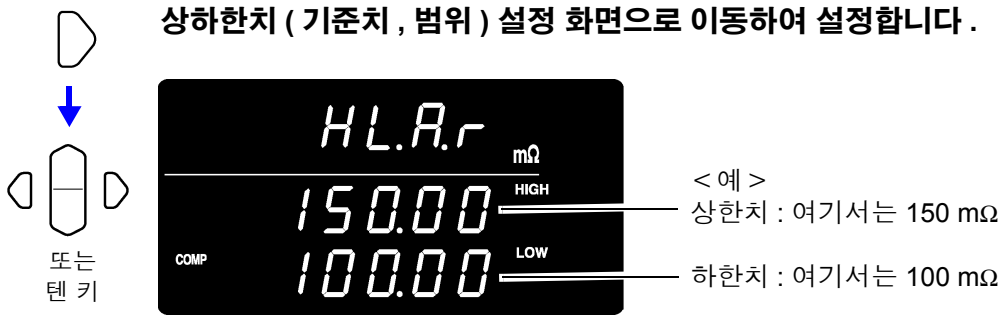 상하한치 ( 기준치 , 범위 ) 설정 화면으로 이동하여 설정합니다 .
HL.A.r
mΩ
150.00
HIGH
< 예 >
상한치 : 여기서는 150 mΩ
COMP
100.00
LOW
하한치 : 여기서는 100 mΩ
또는
텐 키